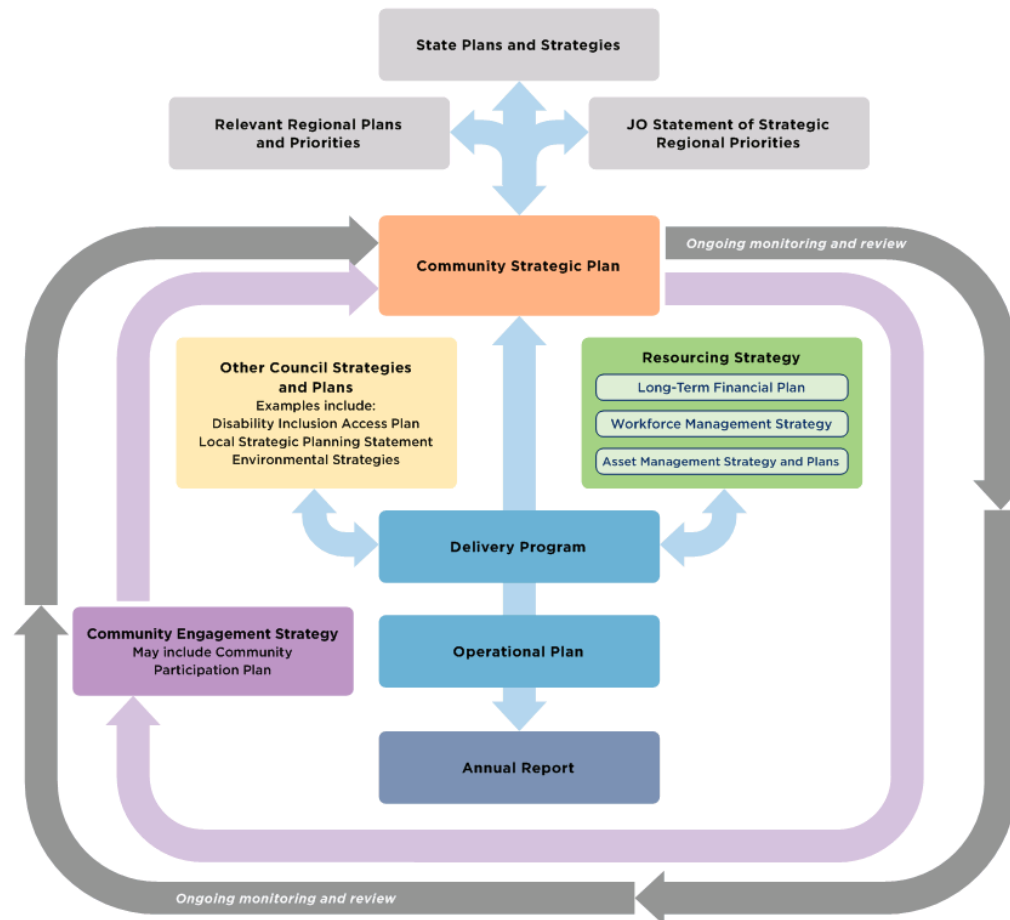 State Plans and Strategies
Relevant Regional Plans
and Priorities
JO Statement of Strategic
Regional Priorities
Community Strategic Plan
Ongoing monitoring and review
Other Council Strategies
and Plans
Examples include:
Disability Inclusion Access Plan
Local Strategic Planning Statement
Environmental Strategies
Resourcing Strategy
Long-Term Financial Plan
Workforce Management Strategy
Asset Management Strategy and Plans
Delivery Program
Community Engagement Strategy
May include Community
Participation Plan
Operational Plan
Annual Report
Ongoing monitoring and review